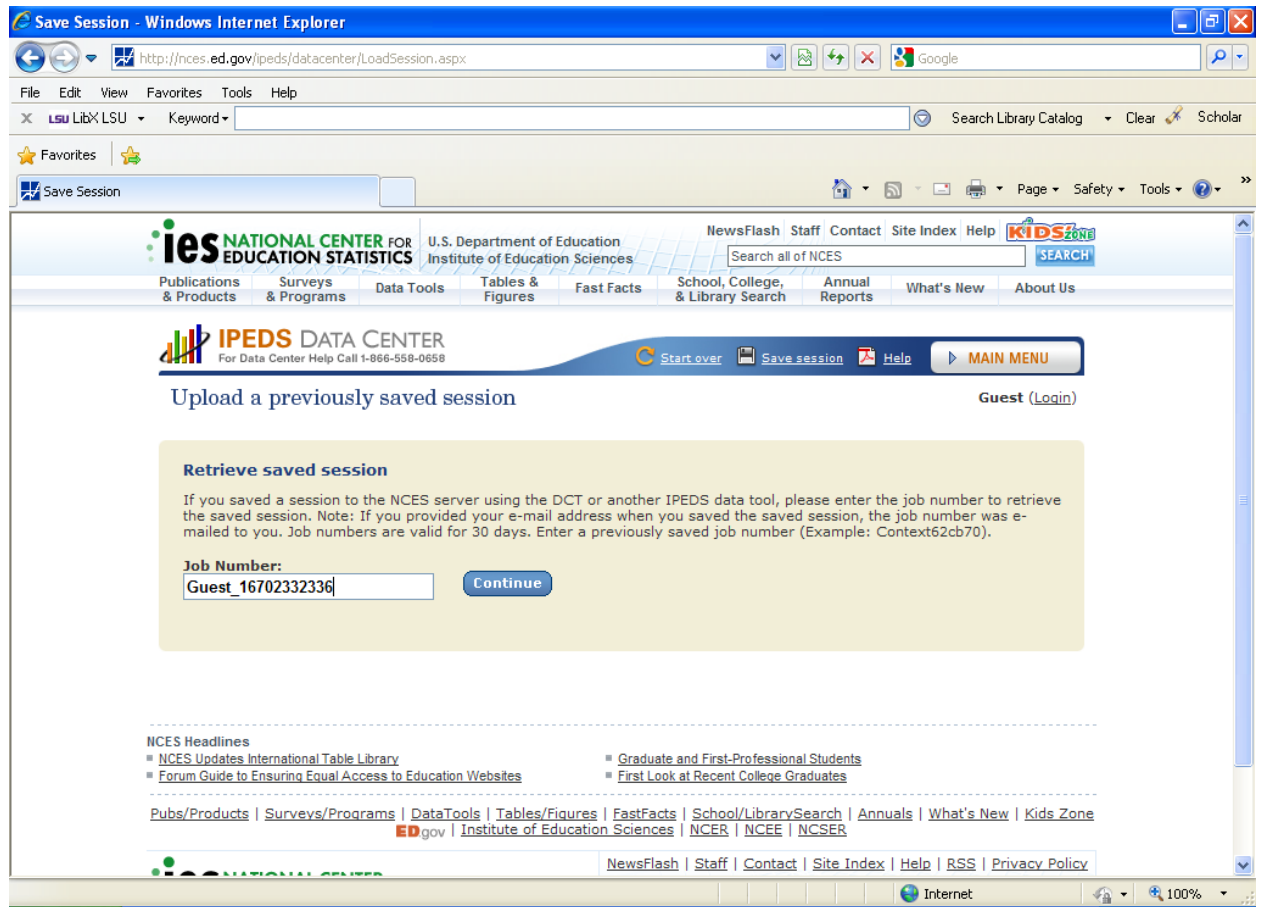 Save Session - Windows Internet Explorer
http://nces.ed.gov/ipeds/datacenter/LoadSession.aspx
Google
File Edit View Favorites Tools Help
X LSU LibX LSU Keyword Search Library Catalog Clear Scholar
Favorites
Save Session Page Safety Tools »
ies NATIONAL CENTER FOR EDUCATION STATISTICS
U.S. Department of Education
Institute of Education Sciences
NewsFlash Staff Contact Site Index Help KIDS ZONE
Search all of NCES SEARCH
Publications & Products Surveys & Programs Data Tools Tables & Figures Fast Facts School, College, & Library Search Annual Reports What's New About Us
IPEDS DATA CENTER
For Data Center Help Call 1-866-558-0658
Start over Save session Help MAIN MENU
Upload a previously saved session Guest (Login)
Retrieve saved session
If you saved a session to the NCES server using the DCT or another IPEDS data tool, please enter the job number to retrieve
the saved session. Note: If you provided your e-mail address when you saved the saved session, the job number was e-
mailed to you. Job numbers are valid for 30 days. Enter a previously saved job number (Example: Context62cb70).
Job Number:
Guest_16702332336 Continue
NCES Headlines
NCES Updates International Table Library
Forum Guide to Ensuring Equal Access to Education Websites
Graduate and First-Professional Students
First Look at Recent College Graduates
Pubs/Products | Surveys/Programs | DataTools | Tables/Figures | FastFacts | School/LibrarySearch | Annuals | What's New | Kids Zone
EDgov | Institute of Education Sciences | NCER | NCEE | NCSER
NewsFlash | Staff | Contact | Site Index | Help | RSS | Privacy Policy
NATIONAL CENTER
Internet 100%